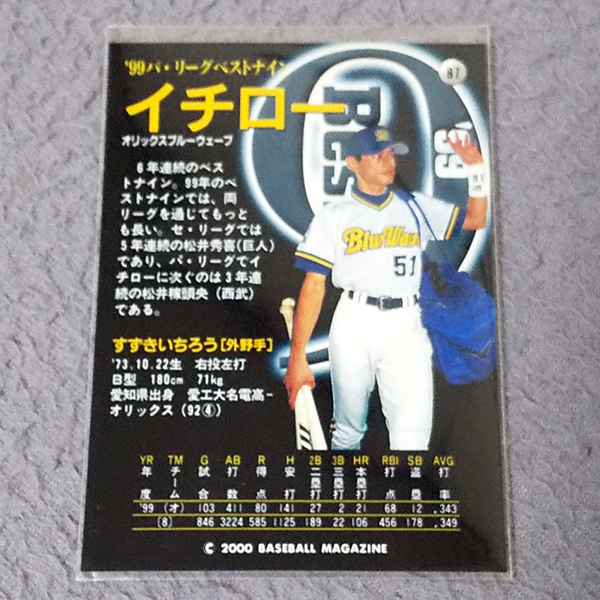 87
'99パ・リーグベストナイン
イチロー
オリックスブルーウェーブ
'99
6年連続のベス
トナイン。99年のベ
ストナインでは、両
リーグを通じてもっと
も長い。セ・リーグでは
5年連続の松井秀喜(巨人)
であり、パ・リーグでイ
チローに次ぐのは3年連
続の松井稼頭央(西武)
である。
51
すずきいちろう[外野手]
'73.10.22生 右投左打
B型 180cm 71kg
愛知県出身 愛工大名電高-
オリックス(92④)
YR TM G AB R H 2B 3B HR RBI SB AVG
年度 チーム 試合 打数 得点 安打 二塁打 三塁打 本塁打 打点 盗塁 打率
'99 (オ) 103 411 80 141 27 2 21 68 12 .343
[8] 846 3224 585 1125 189 22 106 456 178 .349
© 2000 BASEBALL MAGAZINE